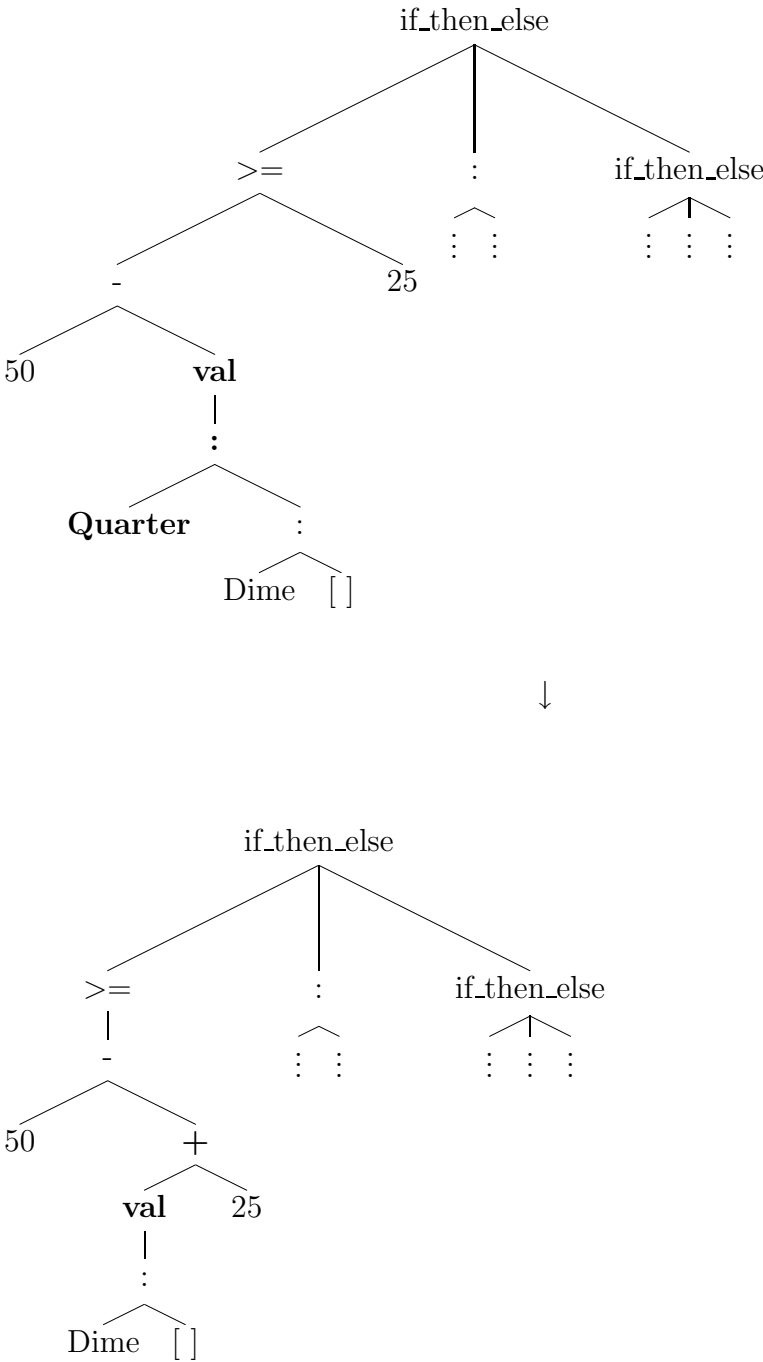 if_then_else
>= : if_then_else
⋮ ⋮ ⋮ ⋮ ⋮
- 25
50 val
:
Quarter :
Dime [ ]
↓
if_then_else
>= : if_then_else
- ⋮ ⋮ ⋮ ⋮ ⋮
50 +
val 25
:
Dime [ ]